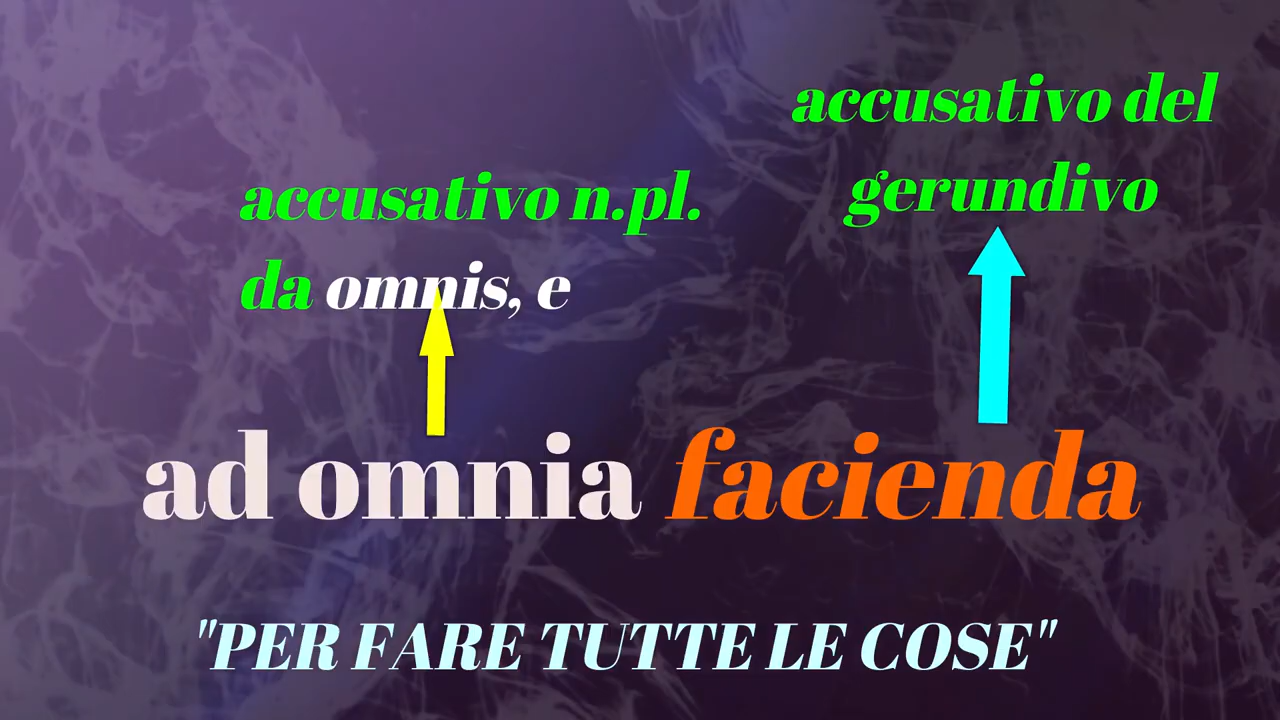 accusativo del
gerundivo
accusativo n.pl.
da omnis, e
ad omnia facienda
"PER FARE TUTTE LE COSE"